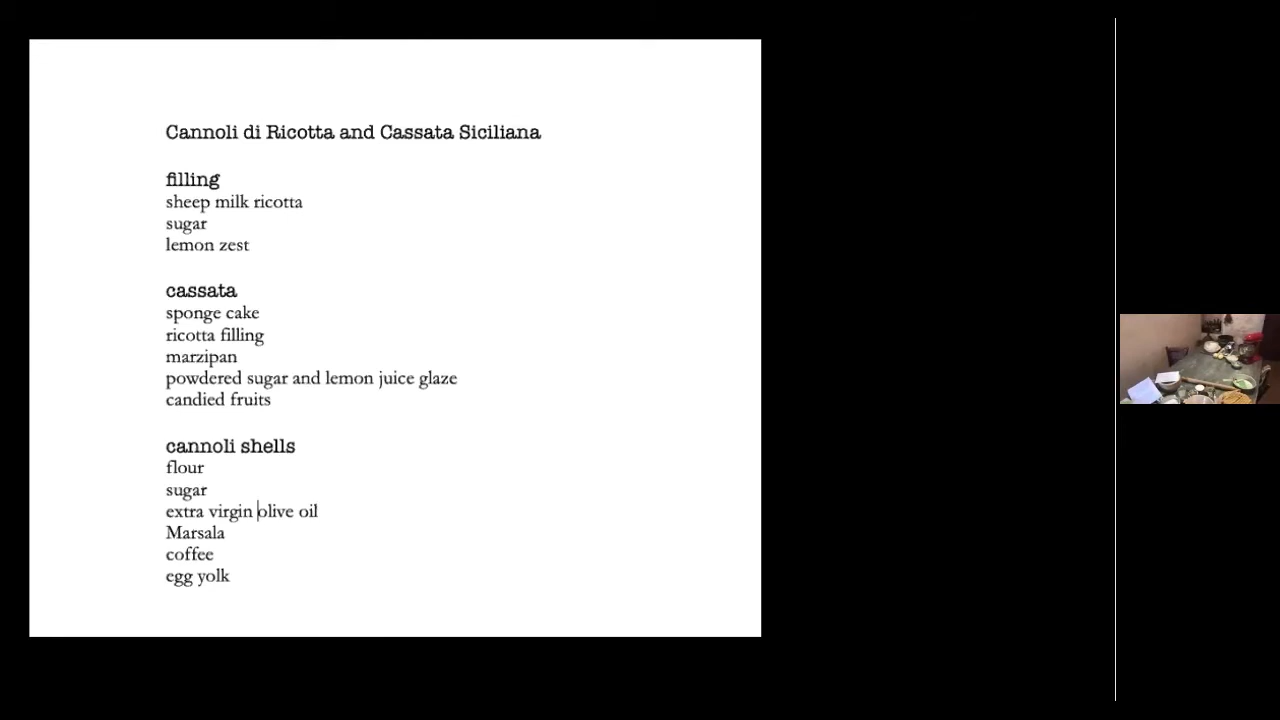 Cannoli di Ricotta and Cassata Siciliana
filling
sheep milk ricotta
sugar
lemon zest
cassata
sponge cake
ricotta filling
marzipan
powdered sugar and lemon juice glaze
candied fruits
cannoli shells
flour
sugar
extra virgin olive oil
Marsala
coffee
egg yolk